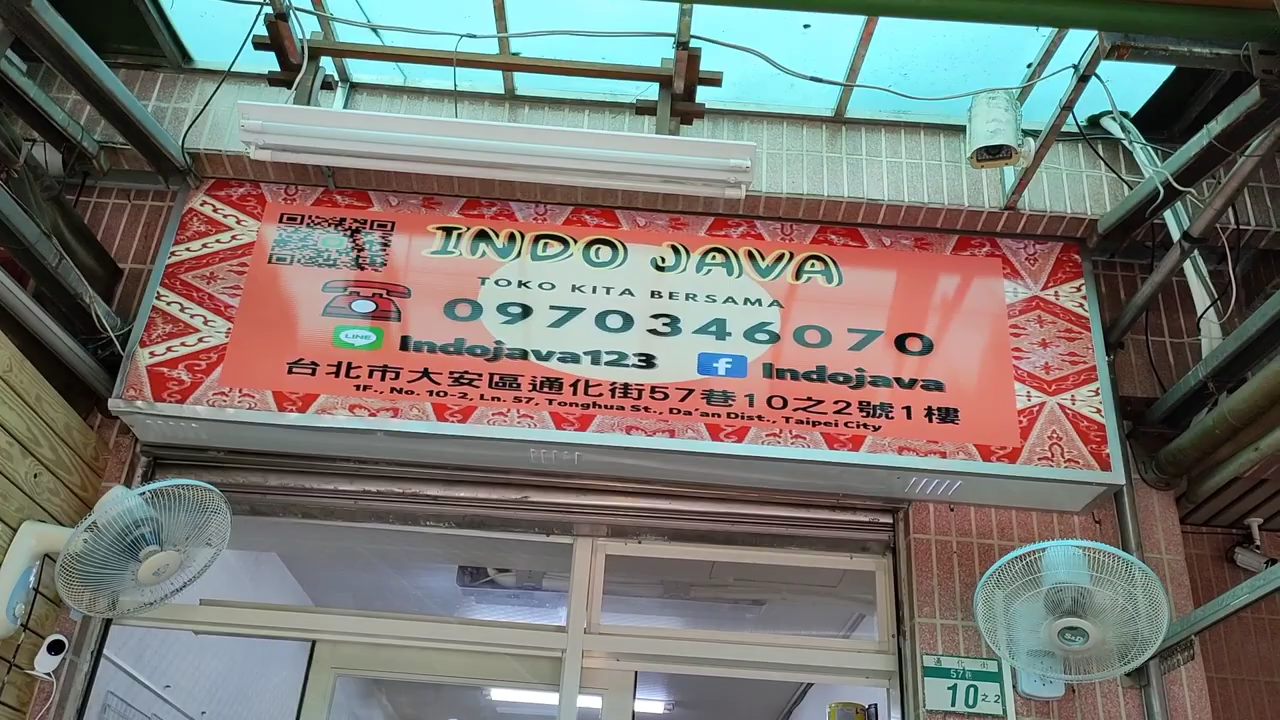 INDO JAVA
TOKO KITA BERSAMA
0970346070
LINE Indojava123 f Indojava
台北市大安區通化街57巷10之2號1樓
1F., No. 10-2, Ln. 57, Tonghua St., Da'an Dist., Taipei City
通化街
57巷
10之2